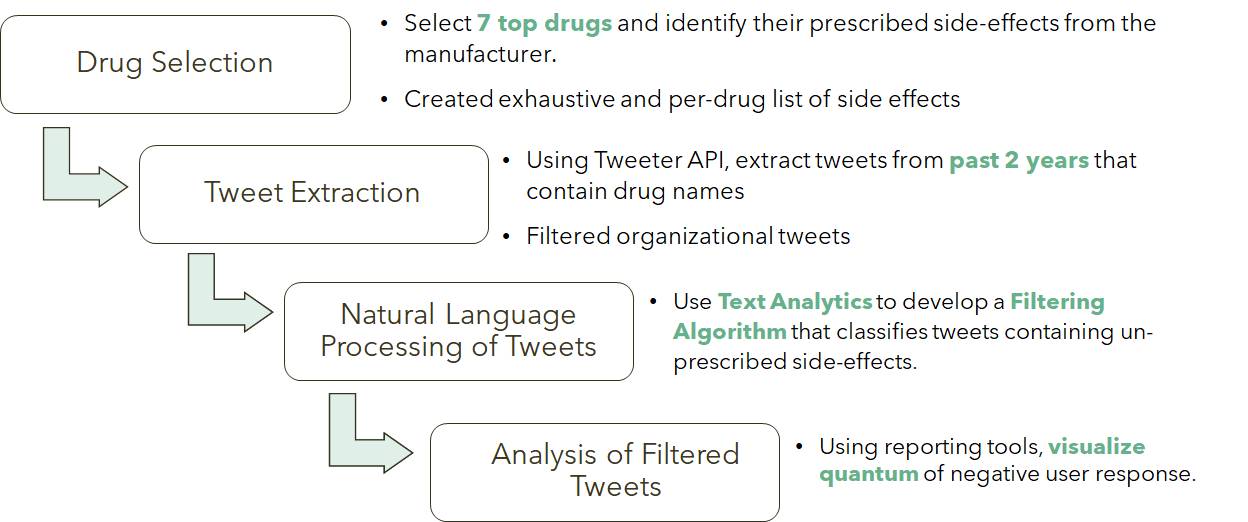 Drug Selection
• Select 7 top drugs and identify their prescribed side-effects from the
manufacturer.
• Created exhaustive and per-drug list of side effects
Tweet Extraction
• Using Tweeter API, extract tweets from past 2 years that
contain drug names
• Filtered organizational tweets
Natural Language
Processing of Tweets
• Use Text Analytics to develop a Filtering
Algorithm that classifies tweets containing un-
prescribed side-effects.
Analysis of Filtered
Tweets
• Using reporting tools, visualize
quantum of negative user response.